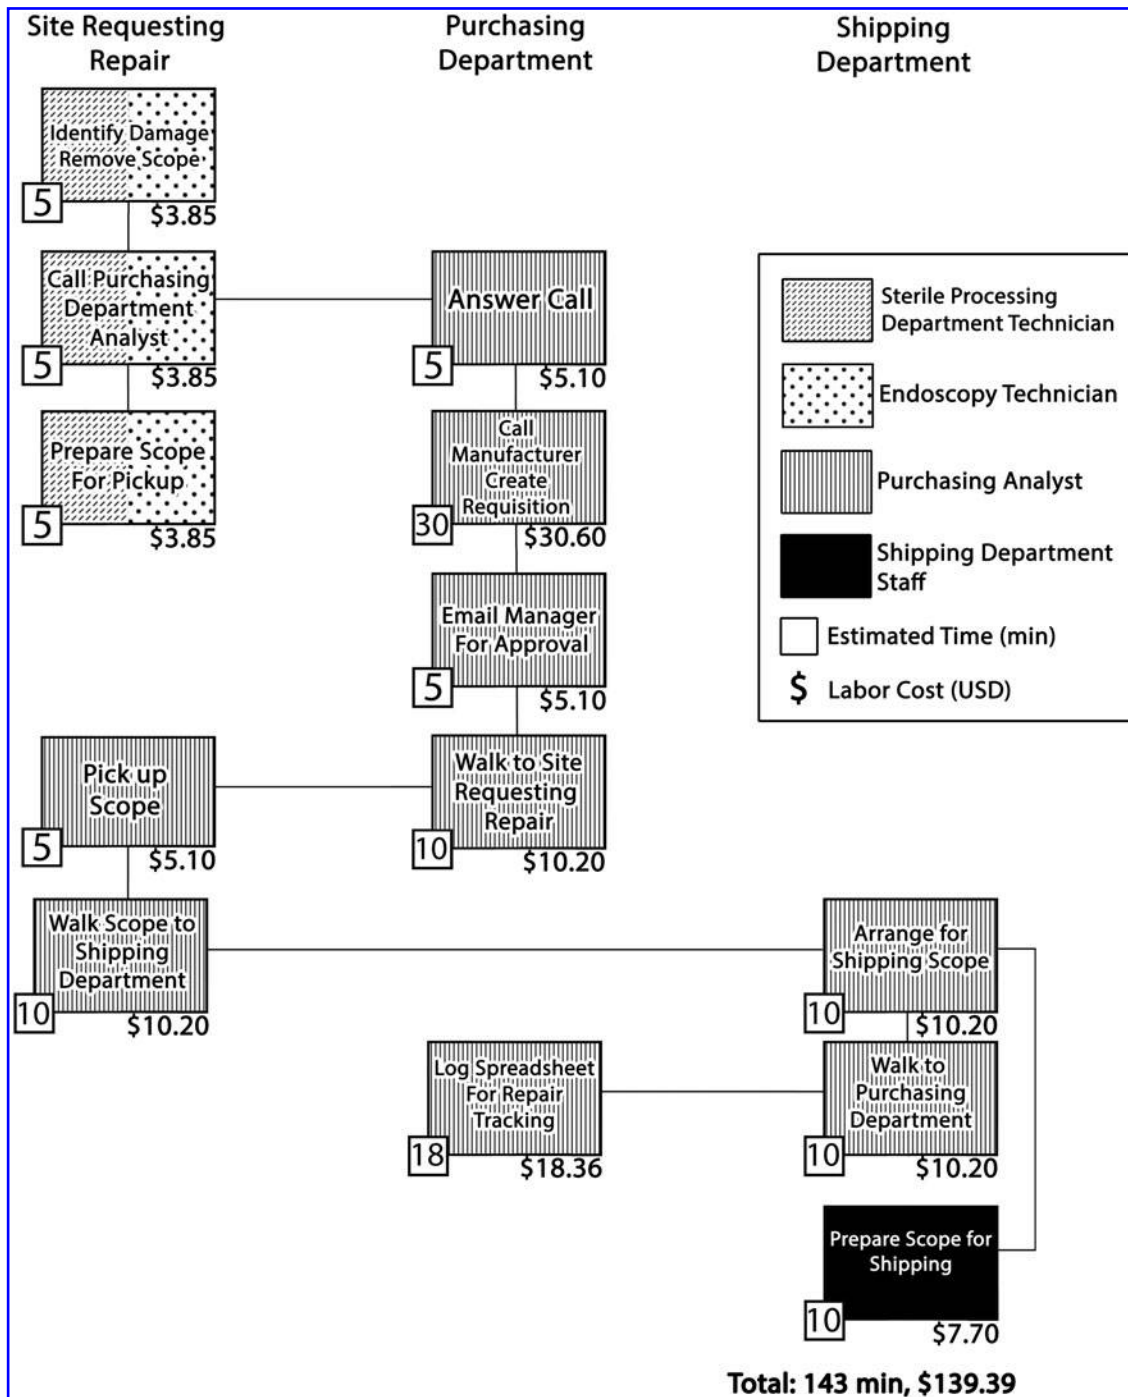 Site Requesting
Repair
Purchasing
Department
Shipping
Department
Identify Damage
Remove Scope
5
$3.85
Call Purchasing
Department
Analyst
5
$3.85
Answer Call
5
$5.10
Prepare Scope
For Pickup
5
$3.85
Call
Manufacturer
Create
Requisition
30
$30.60
Email Manager
For Approval
5
$5.10
Sterile Processing
Department Technician
Endoscopy Technician
Purchasing Analyst
Shipping Department
Staff
Estimated Time (min)
$ Labor Cost (USD)
Pick up
Scope
5
$5.10
Walk to Site
Requesting
Repair
10
$10.20
Walk Scope to
Shipping
Department
10
$10.20
Arrange for
Shipping Scope
10
$10.20
Log Spreadsheet
For Repair
Tracking
18
$18.36
Walk to
Purchasing
Department
10
$10.20
Prepare Scope for
Shipping
10
$7.70
Total: 143 min, $139.39